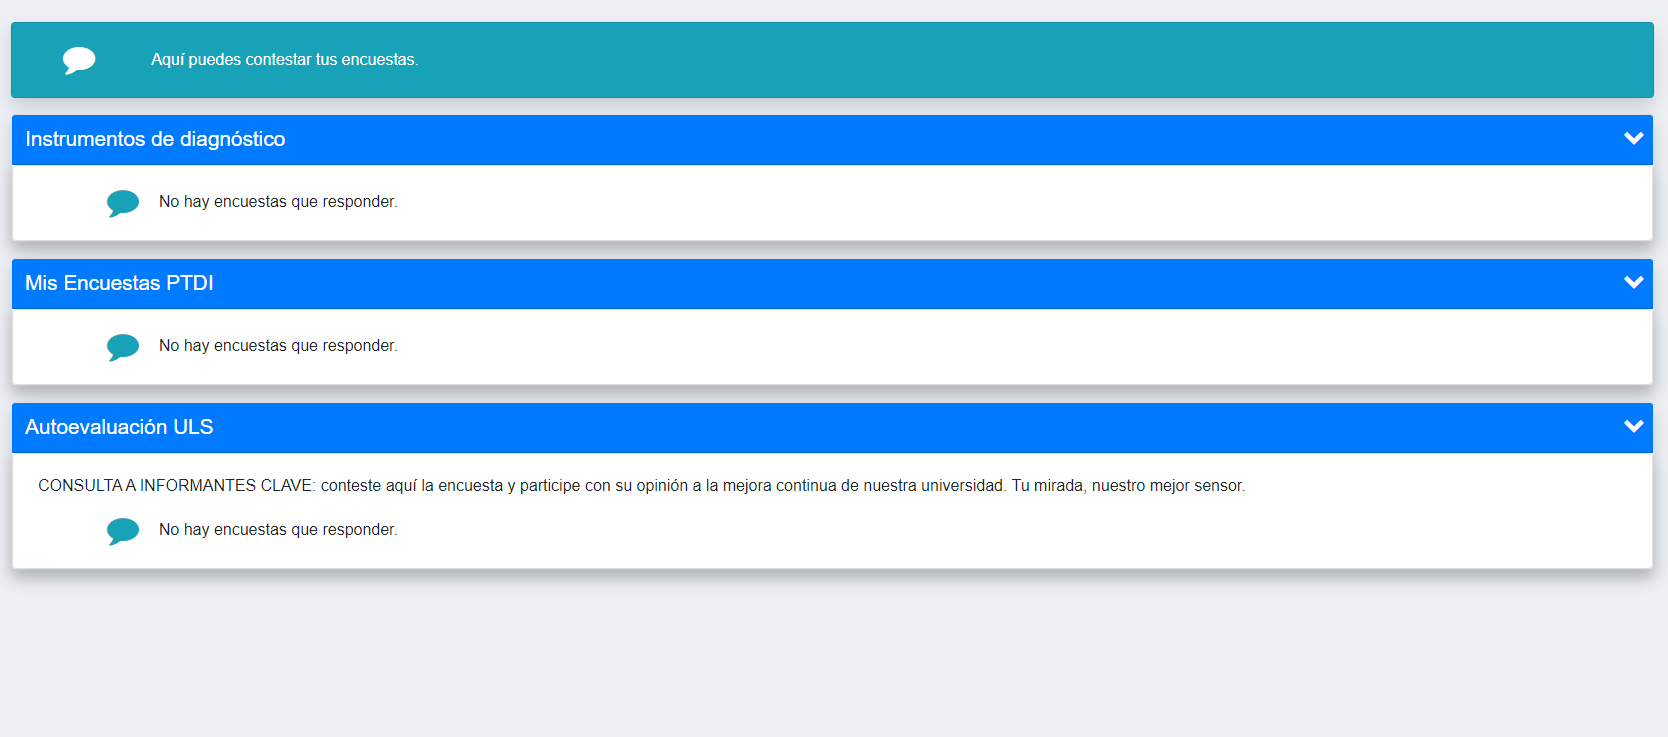 Aquí puedes contestar tus encuestas.
Instrumentos de diagnóstico
No hay encuestas que responder.
Mis Encuestas PTDI
No hay encuestas que responder.
Autoevaluación ULS
CONSULTA A INFORMANTES CLAVE: conteste aquí la encuesta y participe con su opinión a la mejora continua de nuestra universidad. Tu mirada, nuestro mejor sensor.
No hay encuestas que responder.